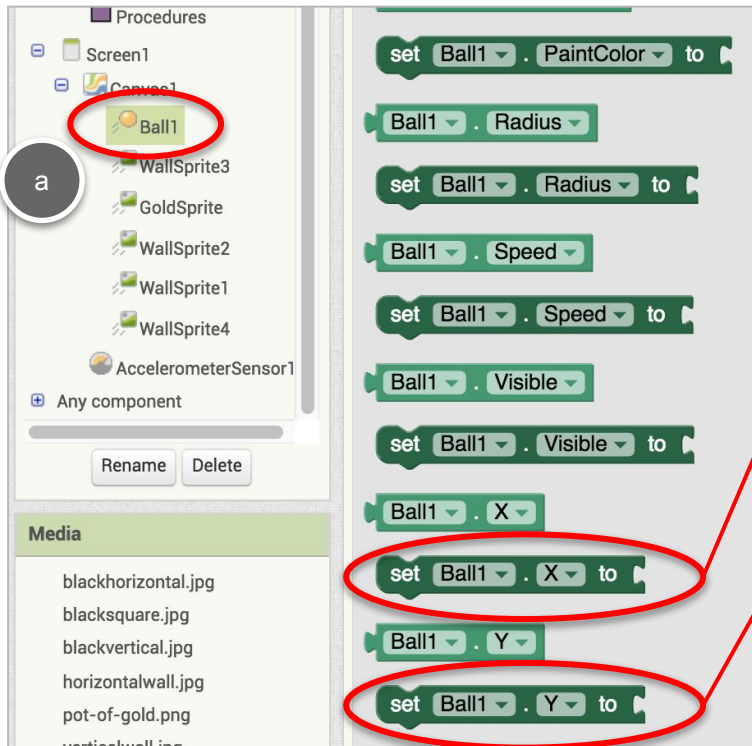 Procedures
Screen1
Canvas1
Ball1
a
WallSprite3
GoldSprite
WallSprite2
WallSprite1
WallSprite4
AccelerometerSensor1
Any component
Rename Delete
Media
blackhorizontal.jpg
blacksquare.jpg
blackvertical.jpg
horizontalwall.jpg
pot-of-gold.png
verticalwall.jpg
set Ball1 . PaintColor to
Ball1 . Radius
set Ball1 . Radius to
Ball1 . Speed
set Ball1 . Speed to
Ball1 . Visible
set Ball1 . Visible to
Ball1 . X
set Ball1 . X to
Ball1 . Y
set Ball1 . Y to